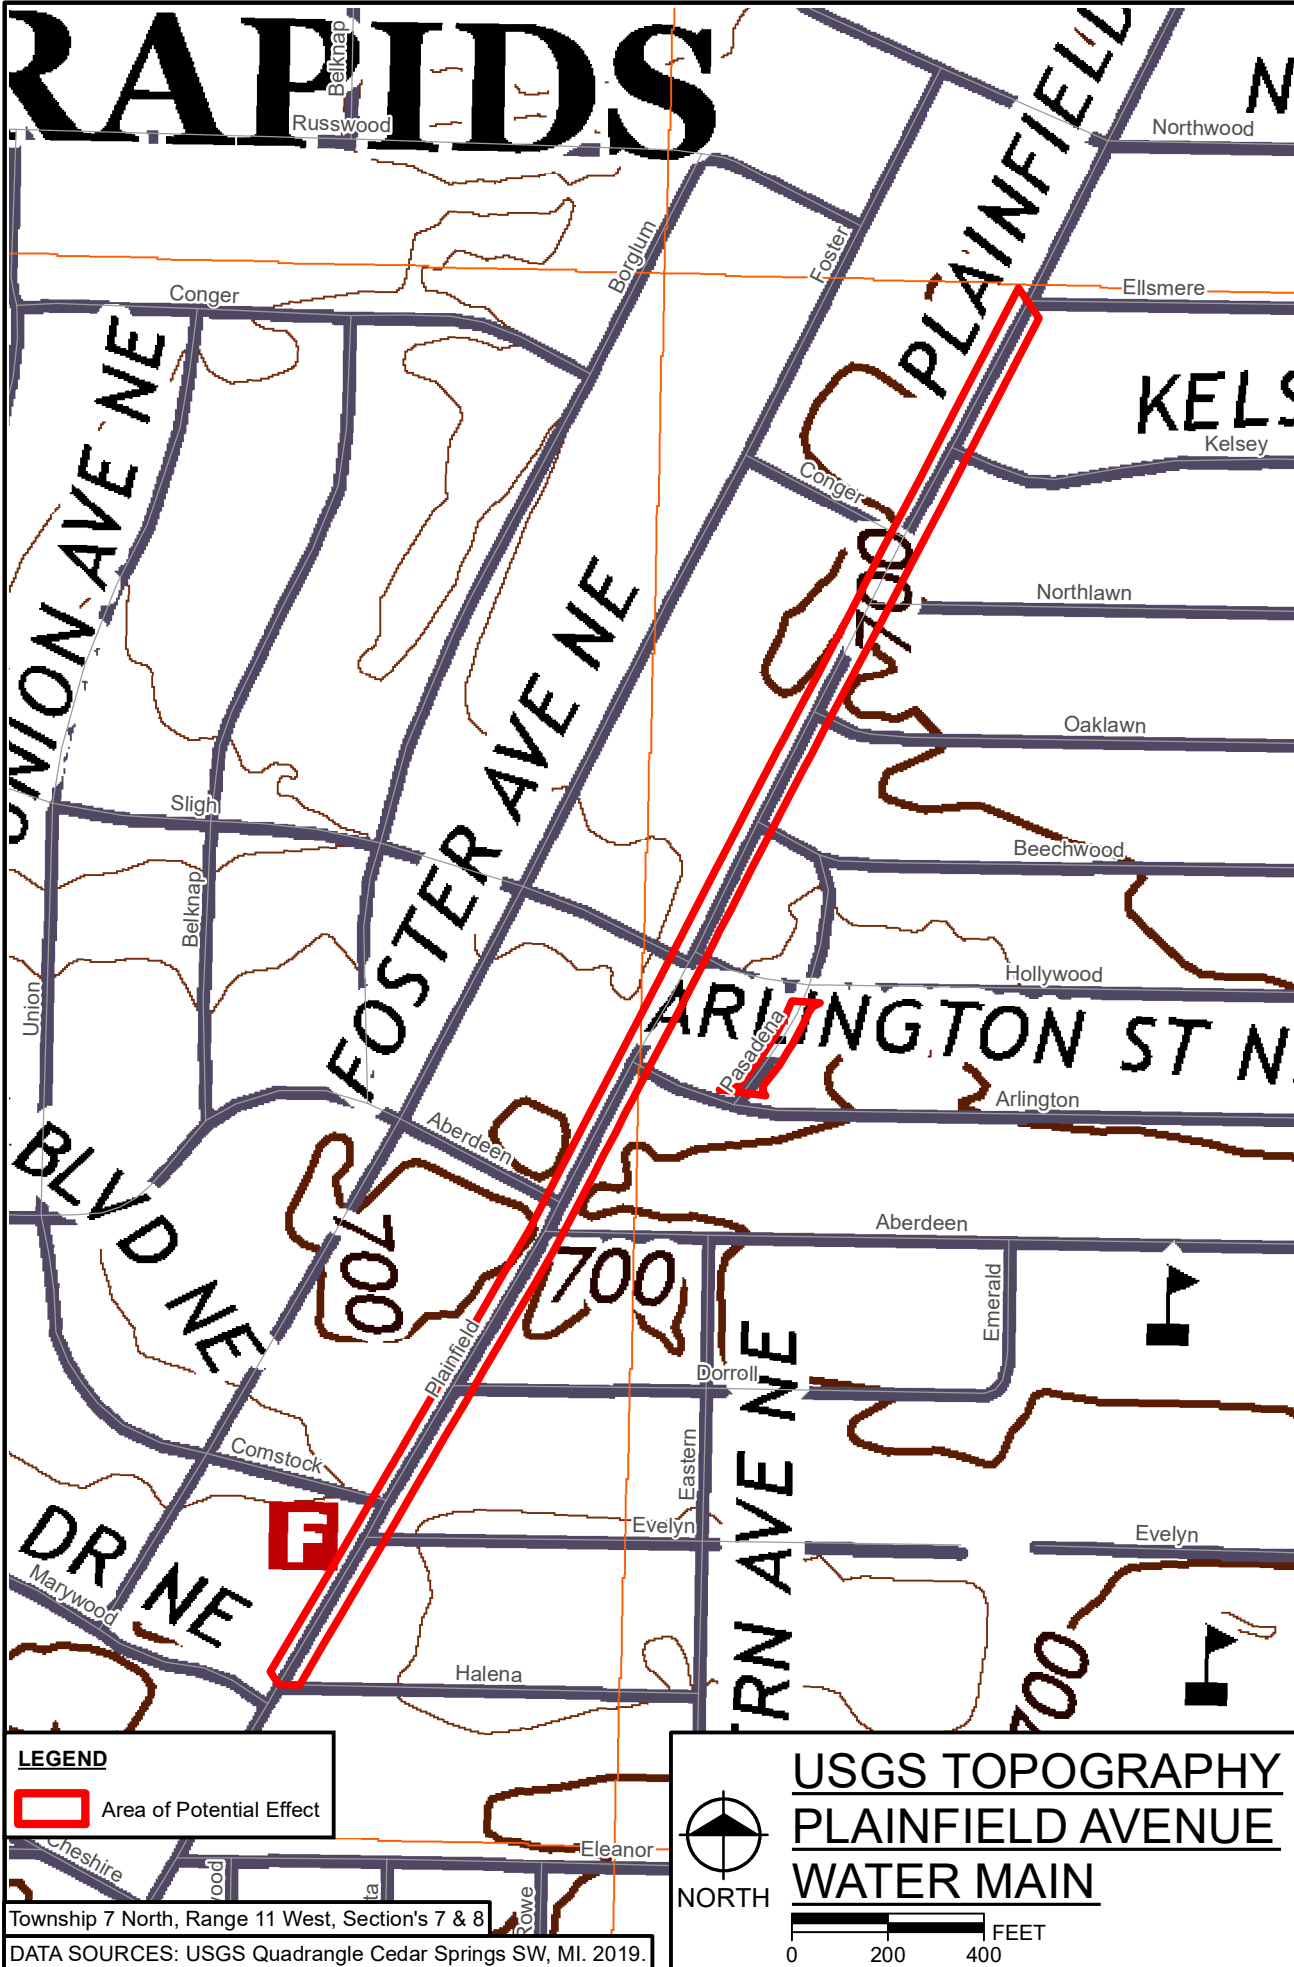 RAPIDS
Belknap
Russwood
PLAINFIELD
N
Northwood
Borglum
Foster
Ellsmere
Conger
KELS
Kelsey
UNION AVE NE
Conger
700
Northlawn
FOSTER AVE NE
Oaklawn
Sligh
Beechwood
Belknap
Hollywood
Union
ARLINGTON ST N
Pasadena
Arlington
Aberdeen
BLVD NE
Aberdeen
700
700
Emerald
Plainfield
Dorroll
Comstock
Eastern
Evelyn
Evelyn
F
DR NE
Marywood
Halena
ERN AVE NE
700
LEGEND
Area of Potential Effect
Cheshire
Eleanor
wood
ta
Rowe
Township 7 North, Range 11 West, Section's 7 & 8
DATA SOURCES: USGS Quadrangle Cedar Springs SW, MI. 2019.
NORTH
USGS TOPOGRAPHY
PLAINFIELD AVENUE
WATER MAIN
FEET
0 200 400